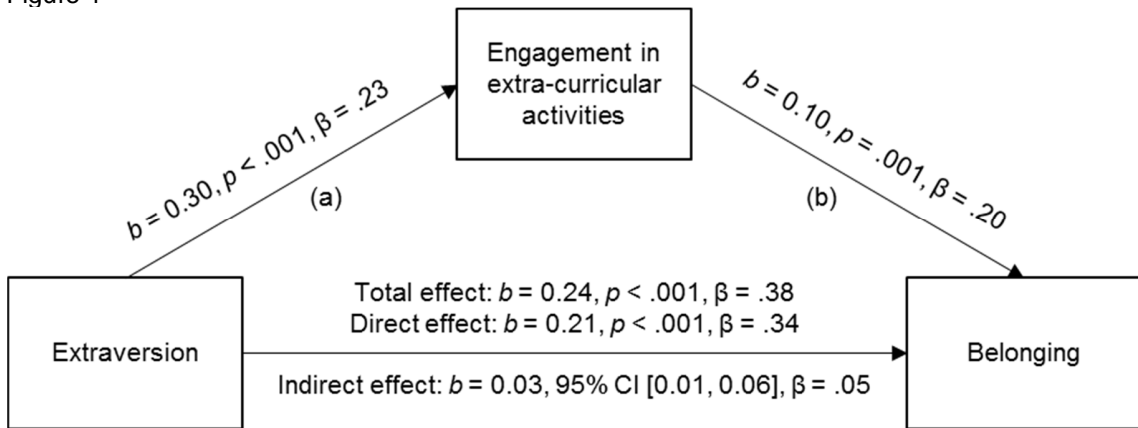 Engagement in
extra-curricular
activities
b = 0.30, p < .001, β = .23
(a)
b = 0.10, p = .001, β = .20
(b)
Extraversion
Total effect: b = 0.24, p < .001, β = .38
Direct effect: b = 0.21, p < .001, β = .34
Indirect effect: b = 0.03, 95% CI [0.01, 0.06], β = .05
Belonging